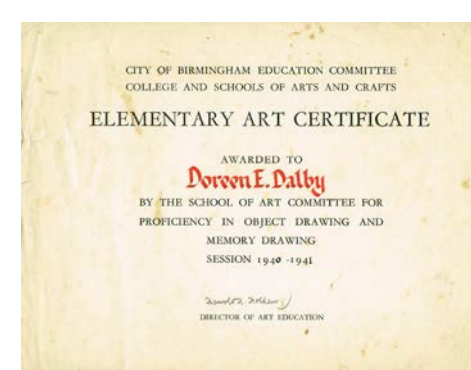 CITY OF BIRMINGHAM EDUCATION COMMITTEE
COLLEGE AND SCHOOLS OF ARTS AND CRAFTS
ELEMENTARY ART CERTIFICATE
AWARDED TO
Doreen E. Dalby
BY THE SCHOOL OF ART COMMITTEE FOR
PROFICIENCY IN OBJECT DRAWING AND
MEMORY DRAWING
SESSION 1940-1941
DIRECTOR OF ART EDUCATION